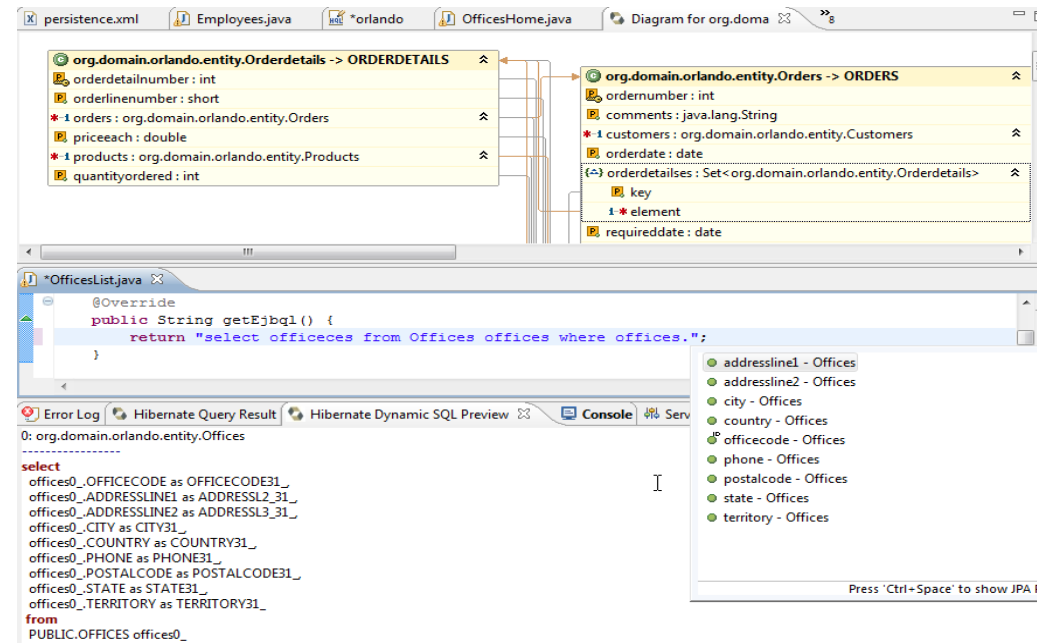 persistence.xml Employees.java *orlando OfficesHome.java Diagram for org.doma »8
org.domain.orlando.entity.Orderdetails -> ORDERDETAILS
orderdetailnumber : int
orderlinenumber : short
*-1 orders : org.domain.orlando.entity.Orders
priceeach : double
*-1 products : org.domain.orlando.entity.Products
quantityordered : int
org.domain.orlando.entity.Orders -> ORDERS
ordernumber : int
comments : java.lang.String
*-1 customers : org.domain.orlando.entity.Customers
orderdate : date
orderdetailses : Set<org.domain.orlando.entity.Orderdetails>
key
1-* element
requireddate : date
*OfficesList.java
@Override
public String getEjbql() {
return "select officeces from Offices offices where offices.";
}
addressline1 - Offices
addressline2 - Offices
city - Offices
country - Offices
officecode - Offices
phone - Offices
postalcode - Offices
state - Offices
territory - Offices
Press 'Ctrl+Space' to show JPA
Error Log Hibernate Query Result Hibernate Dynamic SQL Preview Console Serv
0: org.domain.orlando.entity.Offices
-----------------
select
offices0_.OFFICECODE as OFFICECODE31_,
offices0_.ADDRESSLINE1 as ADDRESSL2_31_,
offices0_.ADDRESSLINE2 as ADDRESSL3_31_,
offices0_.CITY as CITY31_,
offices0_.COUNTRY as COUNTRY31_,
offices0_.PHONE as PHONE31_,
offices0_.POSTALCODE as POSTALCODE31_,
offices0_.STATE as STATE31_,
offices0_.TERRITORY as TERRITORY31_
from
PUBLIC.OFFICES offices0_